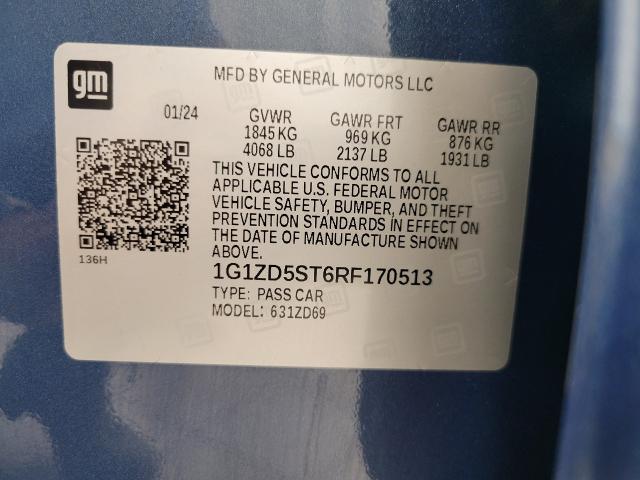 gm
MFD BY GENERAL MOTORS LLC
01/24 GVWR GAWR FRT GAWR RR
1845 KG 969 KG 876 KG
4068 LB 2137 LB 1931 LB
THIS VEHICLE CONFORMS TO ALL
APPLICABLE U.S. FEDERAL MOTOR
VEHICLE SAFETY, BUMPER, AND THEFT
PREVENTION STANDARDS IN EFFECT ON
THE DATE OF MANUFACTURE SHOWN
ABOVE.
136H
1G1ZD5ST6RF170513
TYPE: PASS CAR
MODEL: 631ZD69